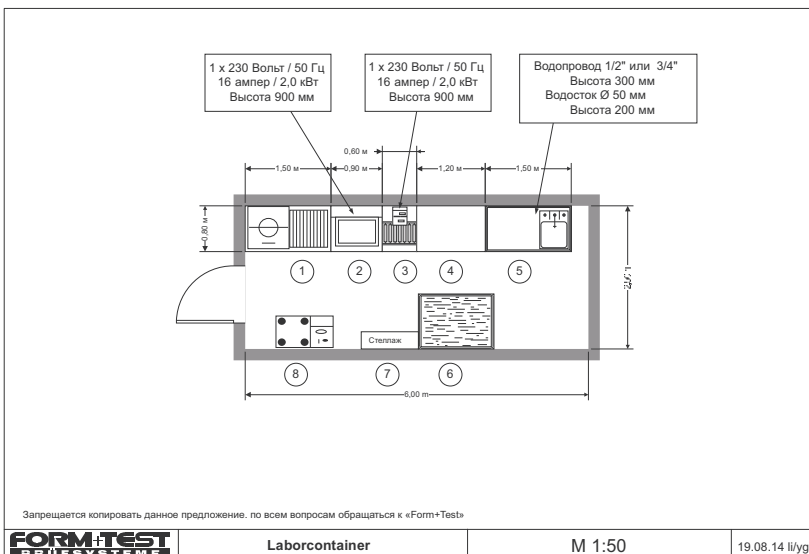 1 x 230 Вольт / 50 Гц
16 ампер / 2,0 кВт
Высота 900 мм
1 x 230 Вольт / 50 Гц
16 ампер / 2,0 кВт
Высота 900 мм
Водопровод 1/2" или 3/4"
Высота 300 мм
Водосток Ø 50 мм
Высота 200 мм
0,60 м
1,50 м
0,90 м
1,20 м
1,50 м
0,80 м
1
2
3
4
5
Стеллаж
8
7
6
6,00 m
Запрещается копировать данное предложение. по всем вопросам обращаться к «Form+Test»
FORM+TEST
PRÜFSYSTEME
Laborcontainer
M 1:50
19.08.14 li/yg